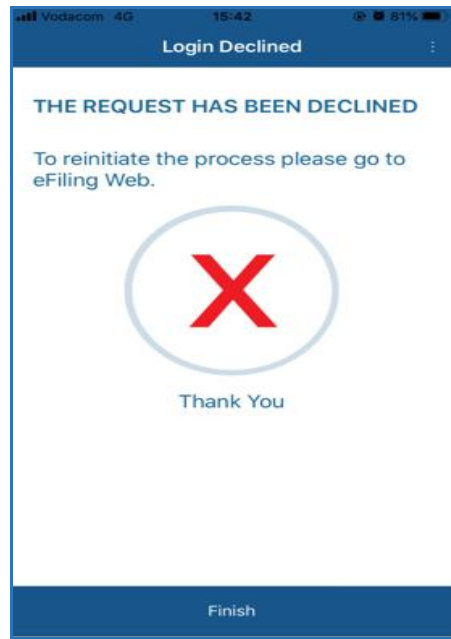 Vodacom 4G 15:42 81%
Login Declined
THE REQUEST HAS BEEN DECLINED
To reinitiate the process please go to
eFiling Web.
X
Thank You
Finish